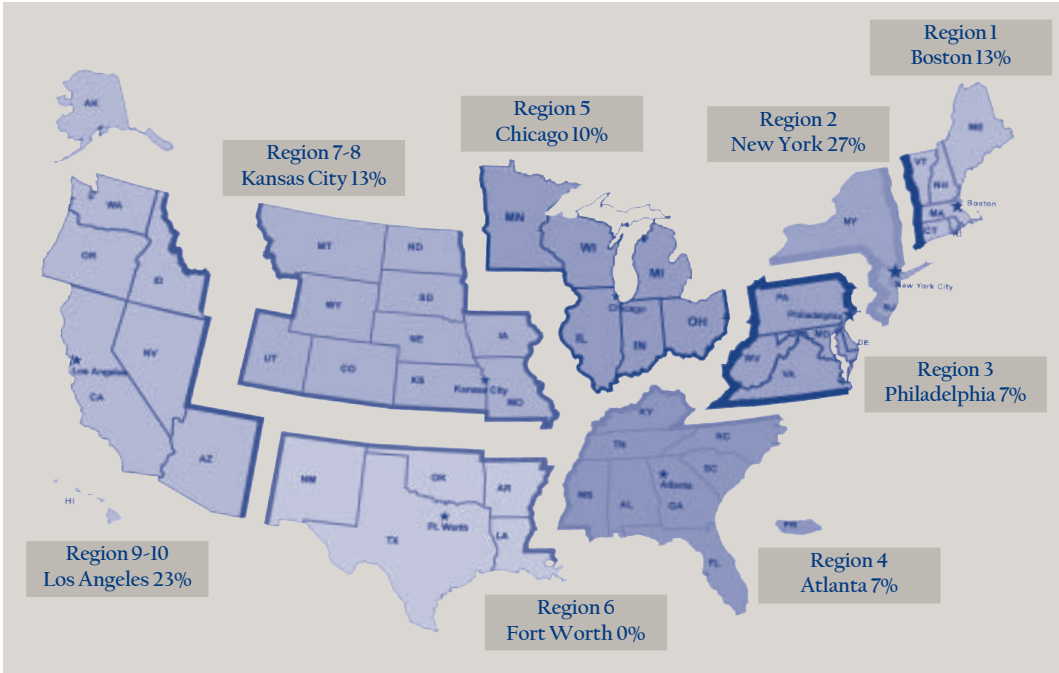 Region 1
Boston 13%
Region 5
Chicago 10%
Region 2
New York 27%
Region 7-8
Kansas City 13%
Region 3
Philadelphia 7%
Region 9-10
Los Angeles 23%
Region 4
Atlanta 7%
Region 6
Fort Worth 0%
AK
WA
OR
ID
NV
Los Angeles
CA
AZ
HI
MT
ND
WY
SD
NE
IA
UT
CO
KS
Kansas City
MO
NM
OK
AR
Ft. Worth
TX
LA
MN
WI
MI
Chicago
IL
IN
OH
ME
VT
NH
MA
Boston
CT
RI
NY
New York City
NJ
PA
Philadelphia
MD
DE
WV
VA
KY
TN
NC
SC
Atlanta
MS
AL
GA
FL
PR